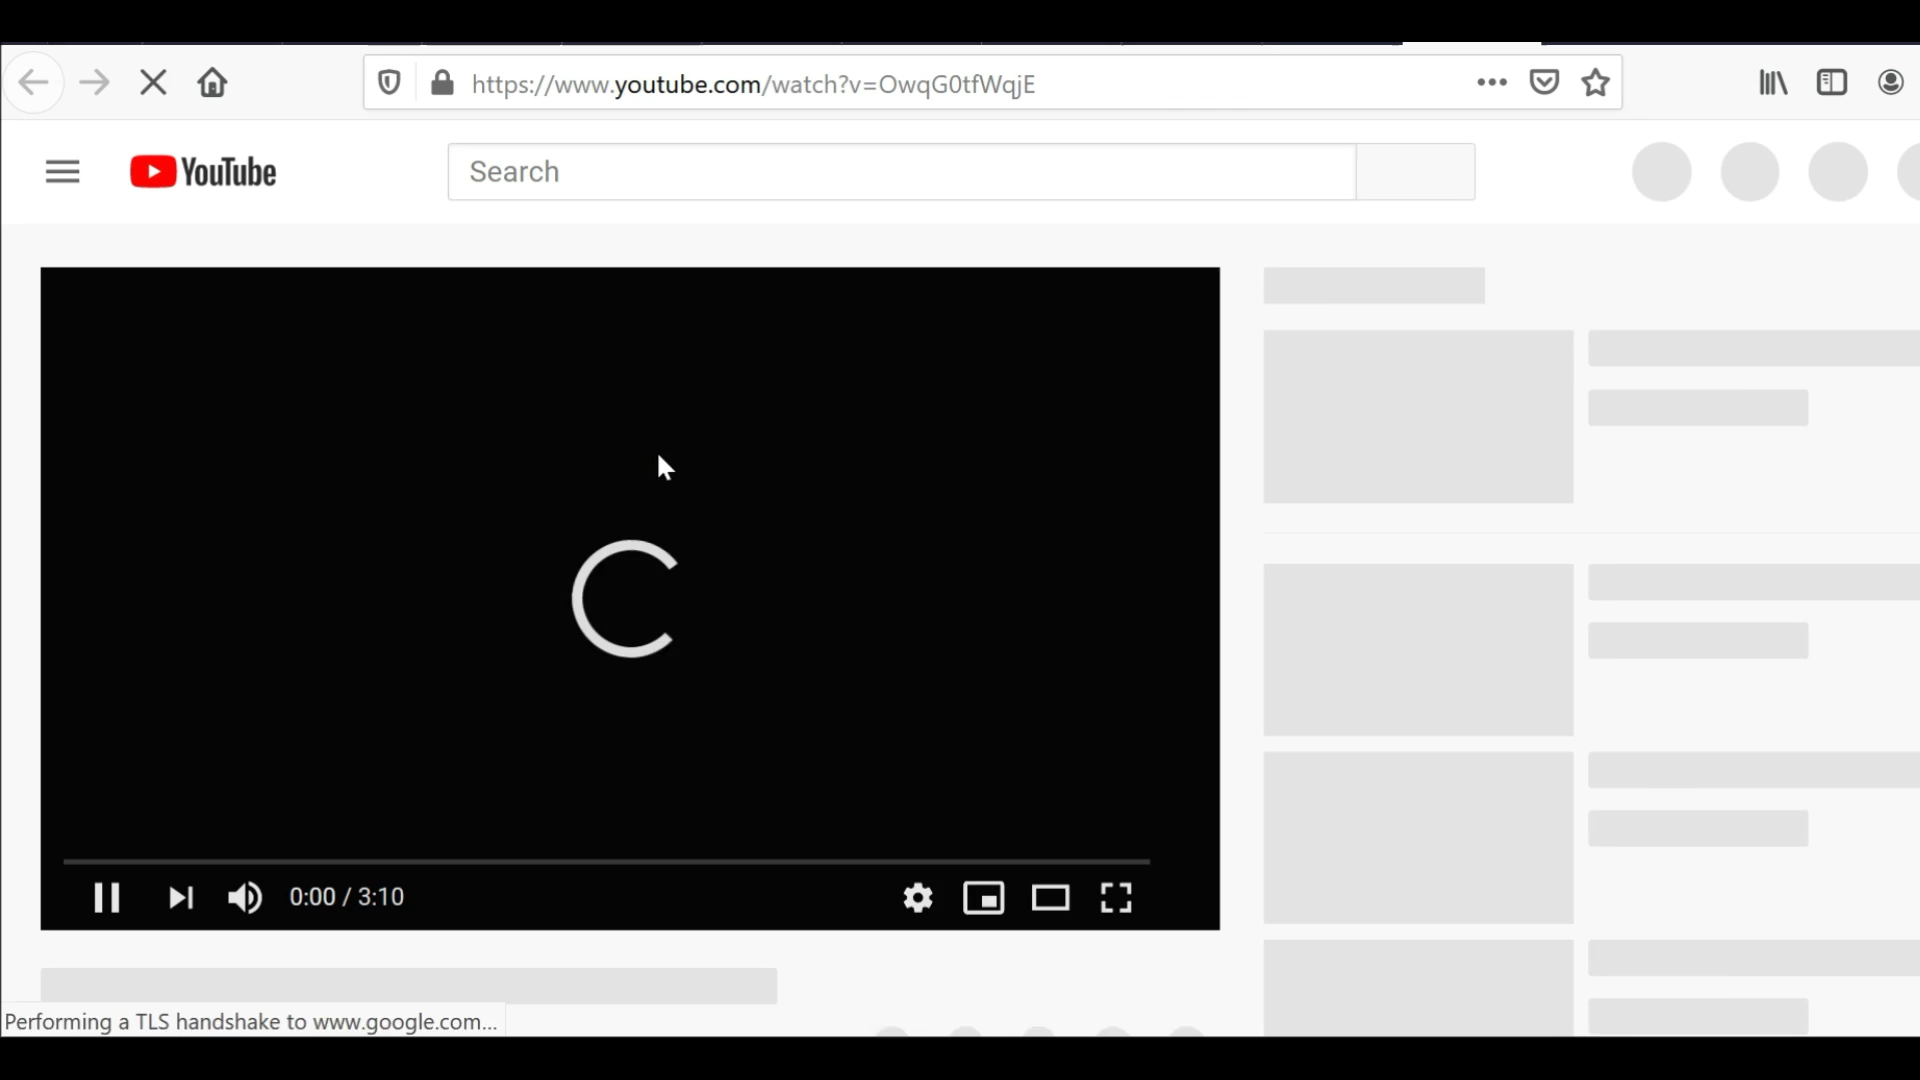 https://www.youtube.com/watch?v=OwqG0tfWqjE
YouTube
Search
0:00 / 3:10
Performing a TLS handshake to www.google.com...